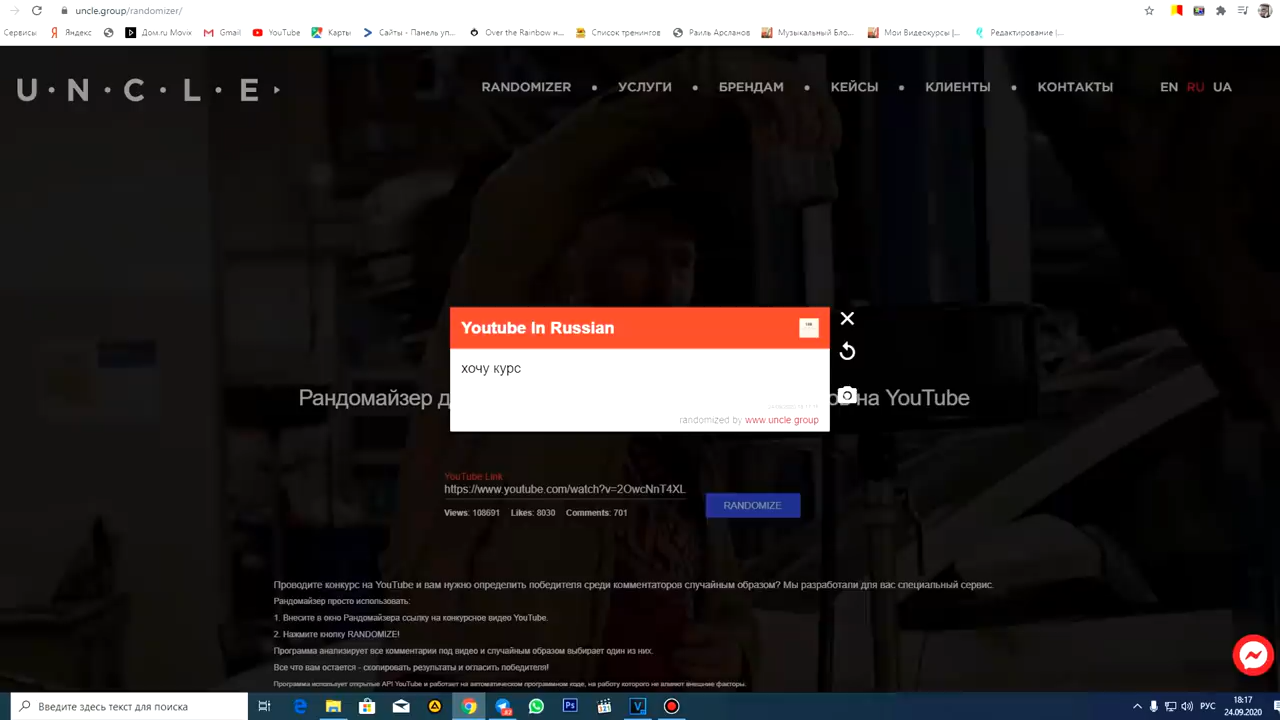 uncle.group/randomizer/
Сервисы Яндекс Дом.ru Movix Gmail YouTube Карты Сайты - Панель уп... Over the Rainbow н... Список тренингов Раиль Арсланов Музыкальный Бло... Мои Видеокурсы |... Редактирование |...
U·N·C·L·E RANDOMIZER УСЛУГИ БРЕНДАМ КЕЙСЫ КЛИЕНТЫ КОНТАКТЫ EN RU UA
Youtube In Russian
хочу курс
Рандомайзер на YouTube
randomized by www.uncle.group
YouTube Link
https://www.youtube.com/watch?v=2OwcNnT4XL
RANDOMIZE
Views: 108691 Likes: 8030 Comments: 701
Проводите конкурс на YouTube и вам нужно определить победителя среди комментаторов случайным образом? Мы разработали для вас специальный сервис.
Рандомайзер просто использовать:
1. Внесите в окно Рандомайзера ссылку на конкурсное видео YouTube.
2. Нажмите кнопку RANDOMIZE!
Программа анализирует все комментарии под видео и случайным образом выбирает один из них.
Все что вам остается - скопировать результаты и огласить победителя!
Программа использует открытые API YouTube и работает на автоматическом программном коде, на работу которого не влияют внешние факторы.
Введите здесь текст для поиска
РУС
18:17
24.09.2020